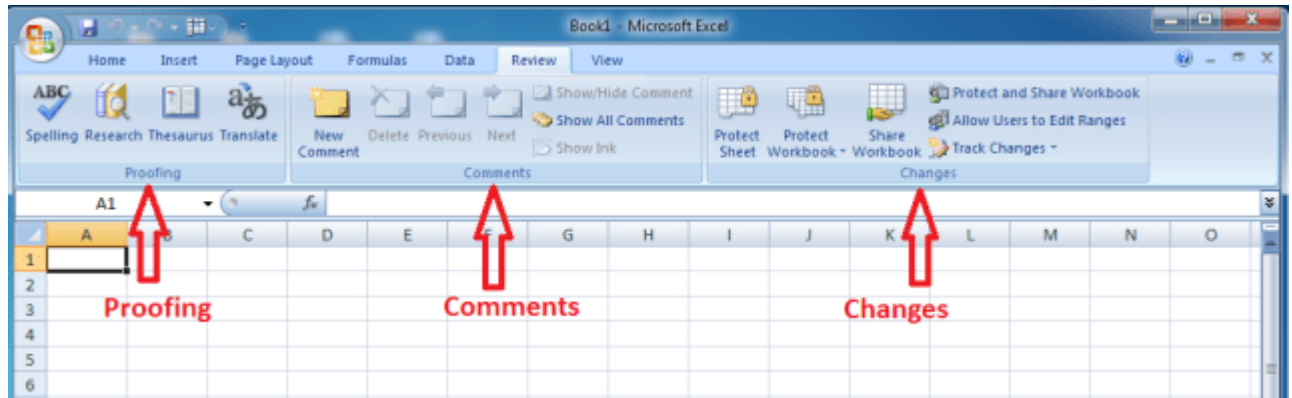 Book1 - Microsoft Excel
Home Insert Page Layout Formulas Data Review View
ABC
aあ
Spelling Research Thesaurus Translate
New Comment
Delete Previous Next
Show/Hide Comment
Show All Comments
Show Ink
Protect Sheet
Protect Workbook
Share Workbook
Protect and Share Workbook
Allow Users to Edit Ranges
Track Changes
Proofing Comments Changes
A1 fx
A B C D E F G H I J K L M N O
1
2
3
4
5
6
Proofing Comments Changes